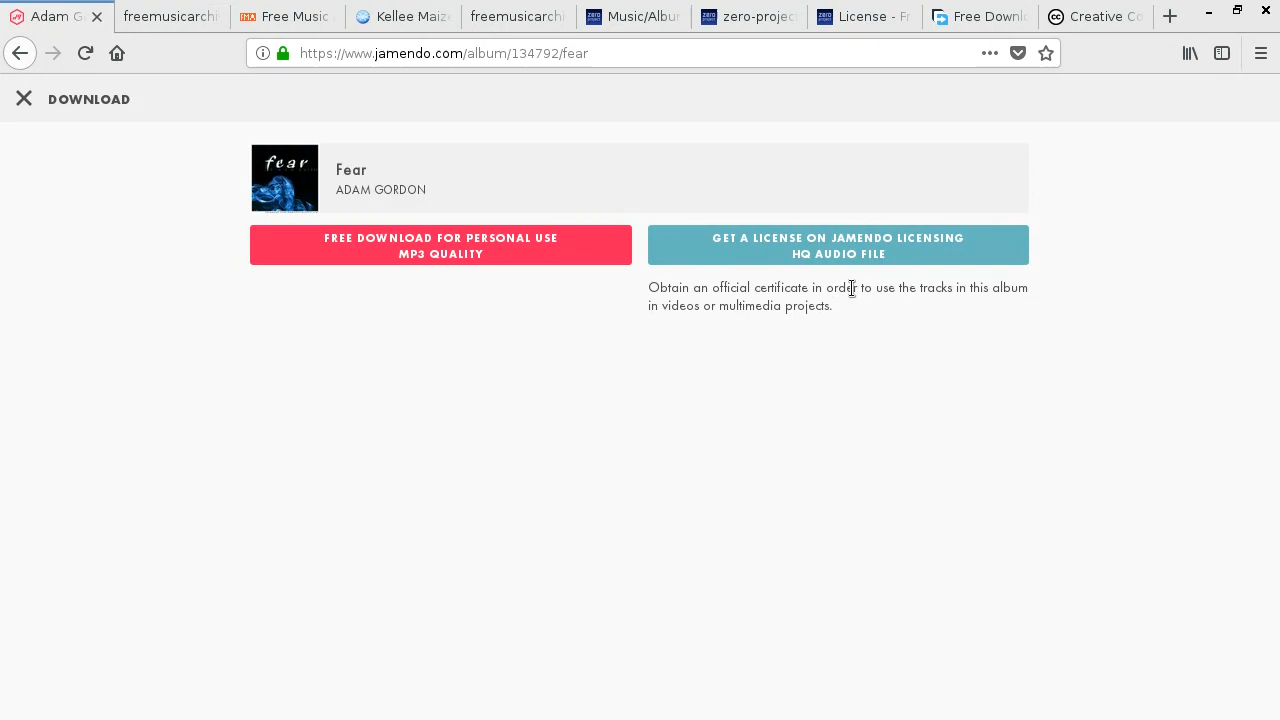 Adam G
freemusicarchi
Free Music
Kellee Maize
freemusicarchi
Music/Albu
zero-project
License - Fr
Free Downl
Creative Co
https://www.jamendo.com/album/134792/fear
DOWNLOAD
fear
Fear
ADAM GORDON
FREE DOWNLOAD FOR PERSONAL USE
MP3 QUALITY
GET A LICENSE ON JAMENDO LICENSING
HQ AUDIO FILE
Obtain an official certificate in order to use the tracks in this album
in videos or multimedia projects.